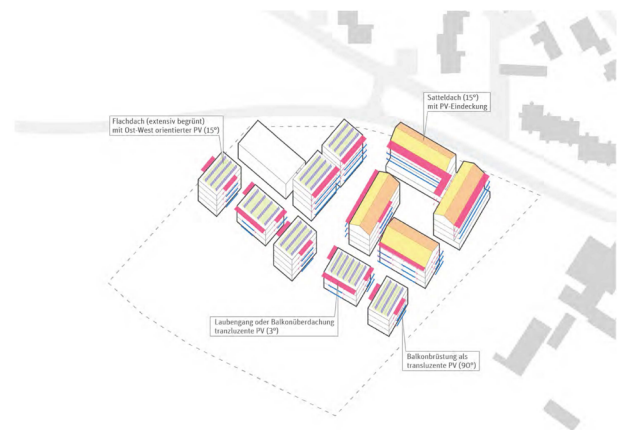 Satteldach (15°)
mit PV-Eindeckung
Flachdach (extensiv begrünt)
mit Ost-West orientierter PV (15°)
Laubengang oder Balkonüberdachung
tranzluzente PV (3°)
Balkonbrüstung als
transluzente PV (90°)